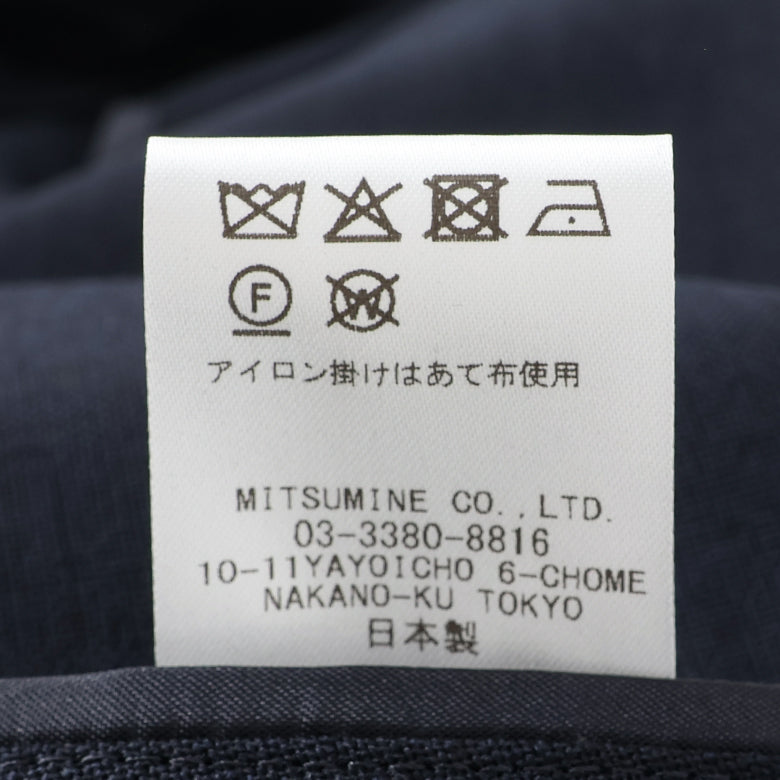 F
W
アイロン掛けはあて布使用
MITSUMINE CO.,LTD.
03-3380-8816
10-11YAYOICHO 6-CHOME
NAKANO-KU TOKYO
日本製